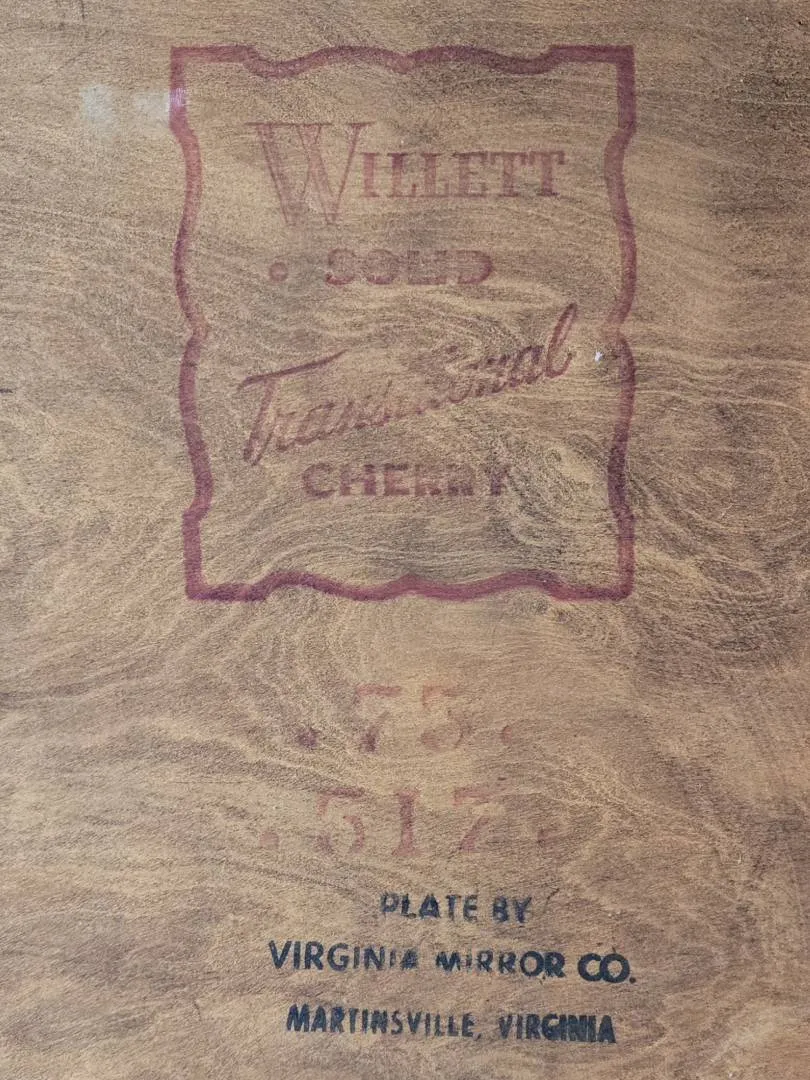 WILLETT
• SOLID
Transitional
CHERRY
. 75 .
. 517 .
PLATE BY
VIRGINIA MIRROR CO.
MARTINSVILLE, VIRGINIA